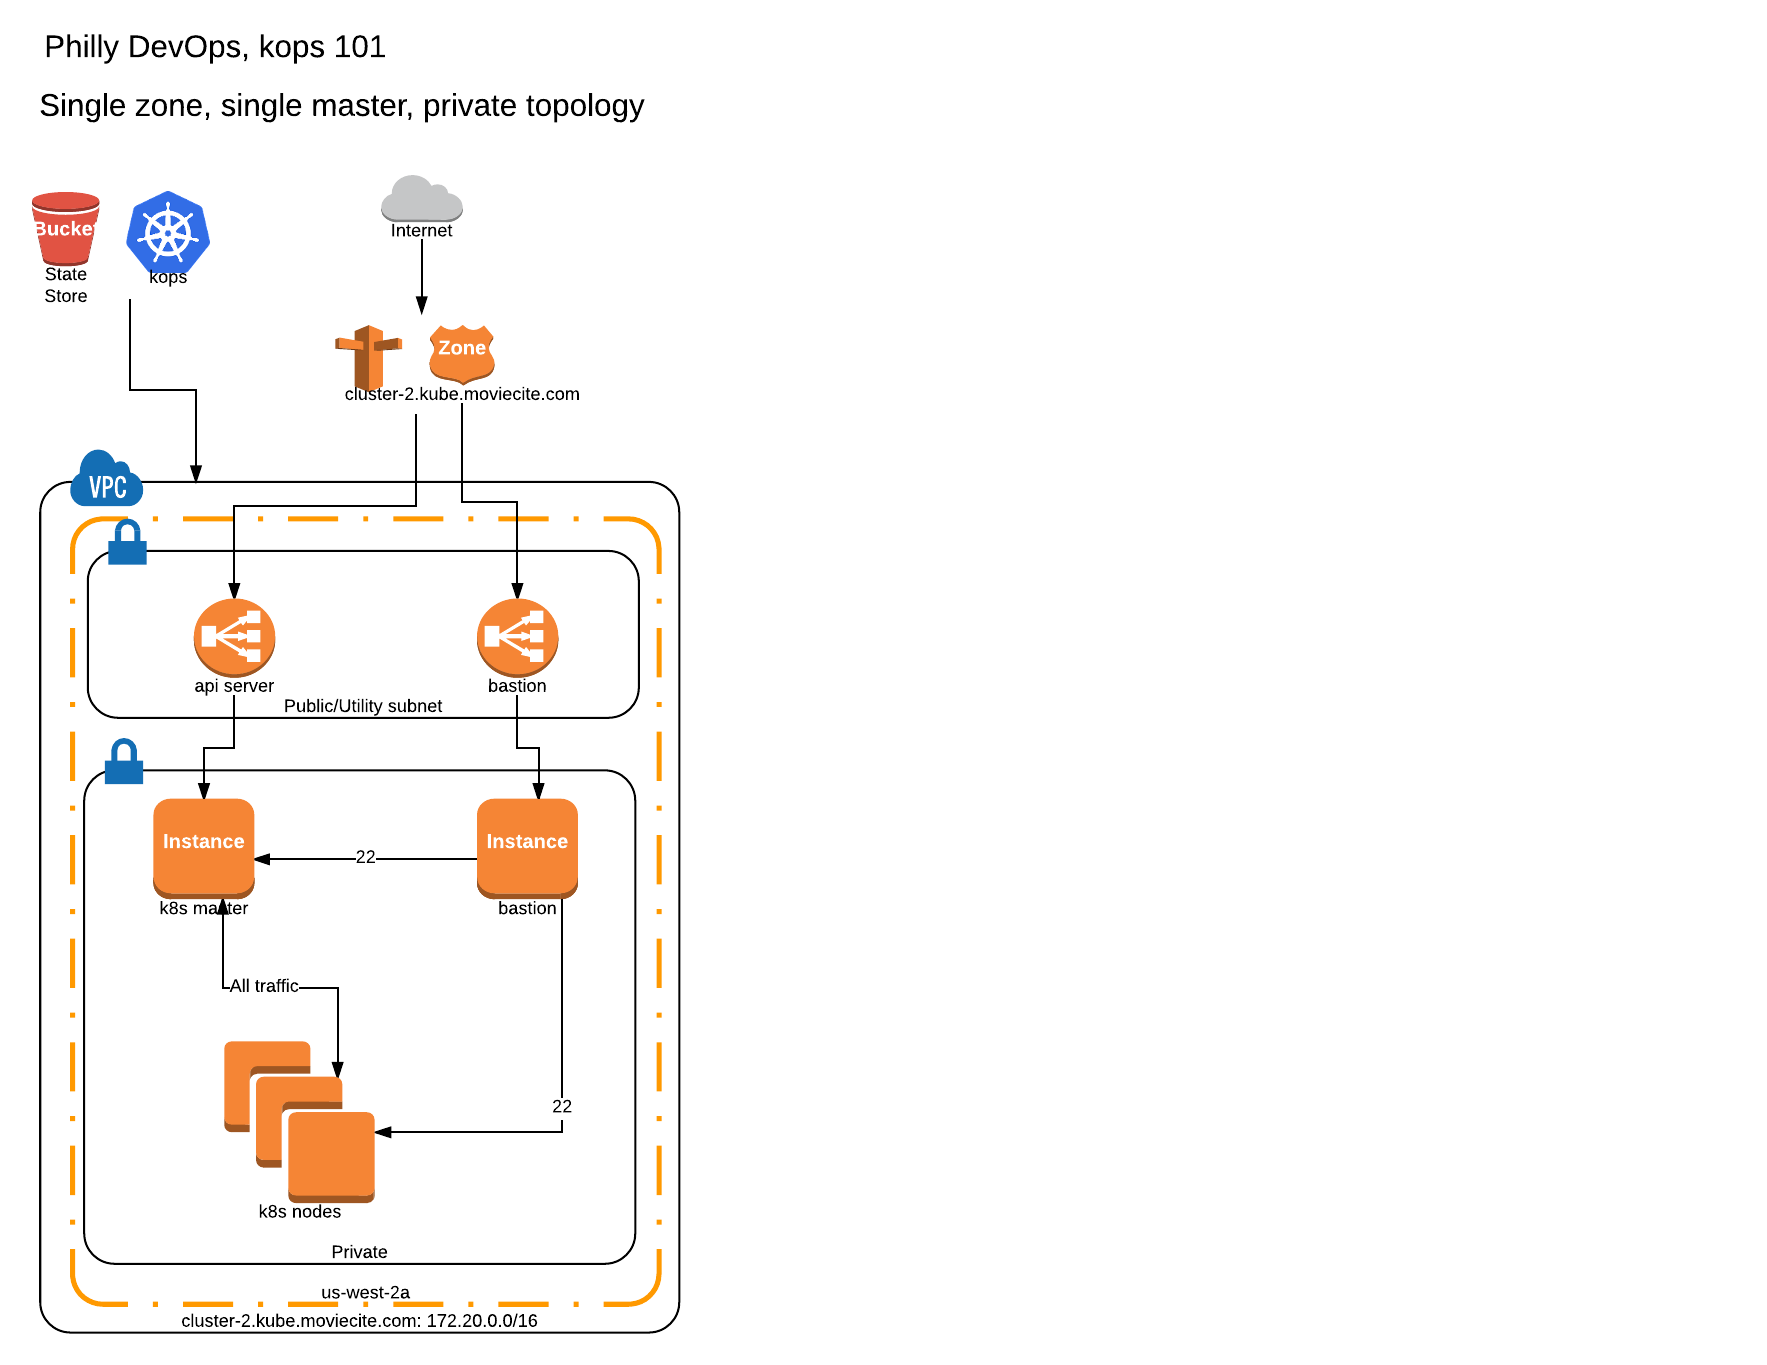 Philly DevOps, kops 101
Single zone, single master, private topology
Bucket
State
Store
kops
Internet
Zone
cluster-2.kube.moviecite.com
VPC
api server
bastion
Public/Utility subnet
Instance
Instance
22
k8s master
bastion
All traffic
22
k8s nodes
Private
us-west-2a
cluster-2.kube.moviecite.com: 172.20.0.0/16